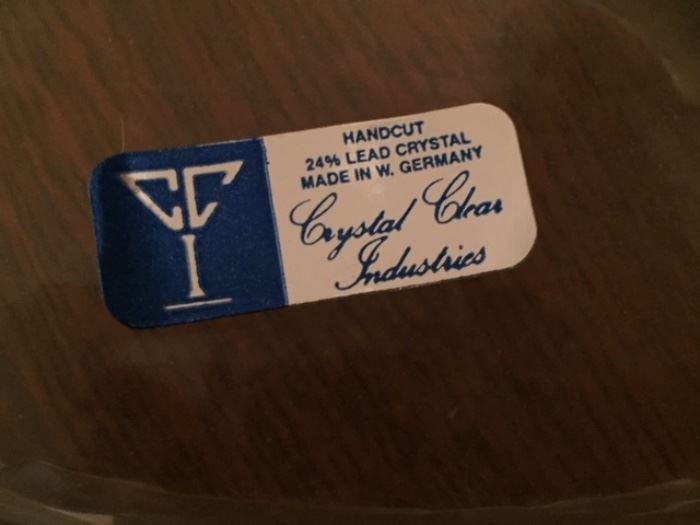 CC
I
HANDCUT
24% LEAD CRYSTAL
MADE IN W. GERMANY
Crystal Clear
Industries